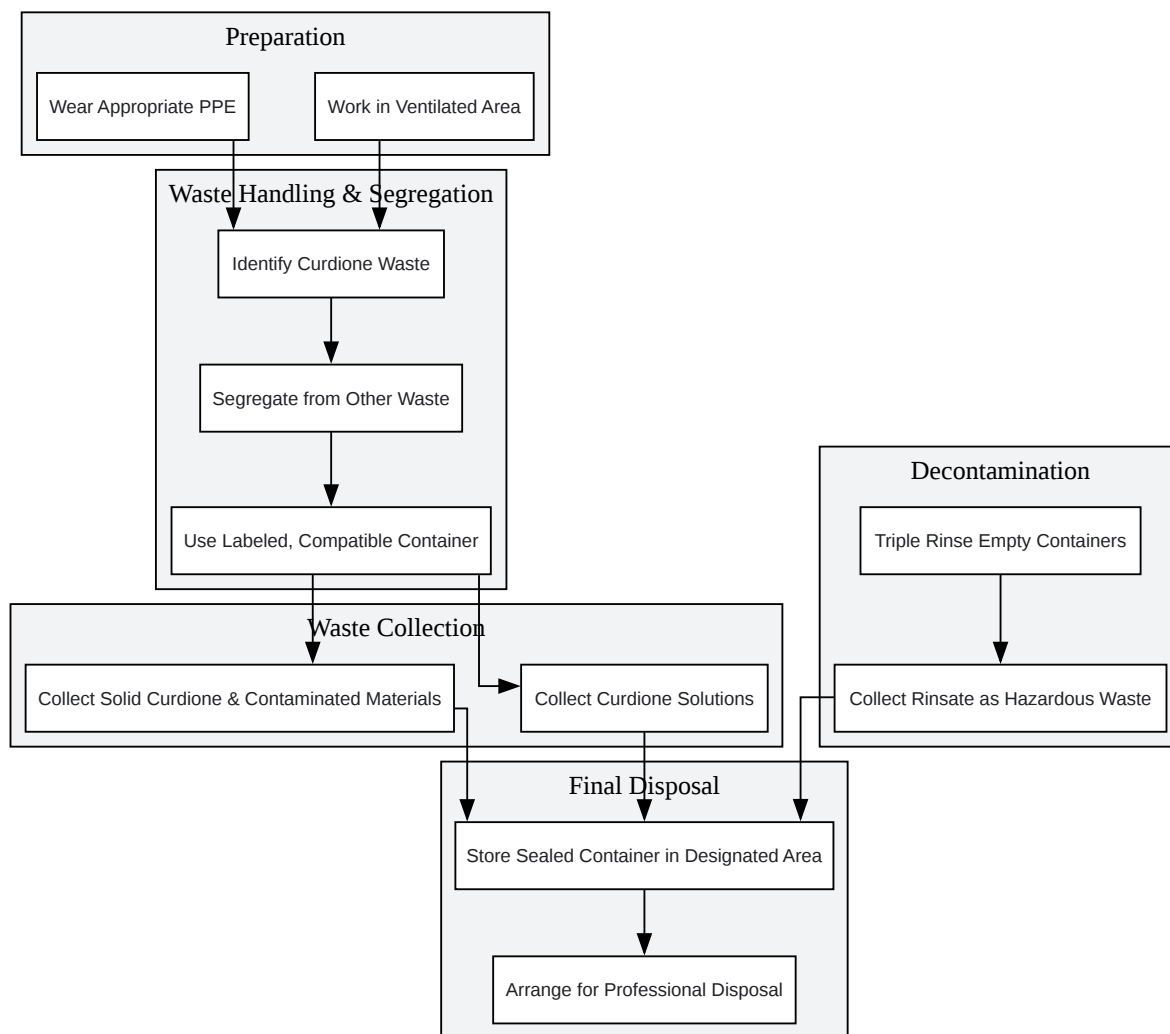 Preparation
Wear Appropriate PPE
Work in Ventilated Area
Waste Handling & Segregation
Identify Curdione Waste
Segregate from Other Waste
Use Labeled, Compatible Container
Decontamination
Triple Rinse Empty Containers
Waste Collection
Collect Solid Curdione & Contaminated Materials
Collect Curdione Solutions
Collect Rinsate as Hazardous Waste
Final Disposal
Store Sealed Container in Designated Area
Arrange for Professional Disposal